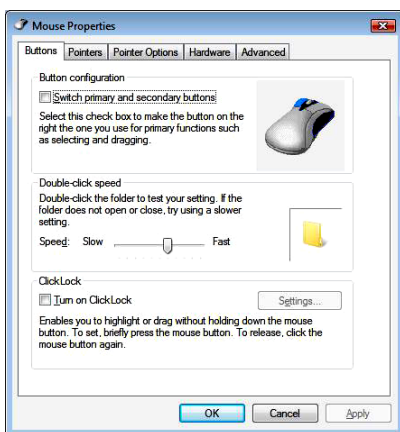 Mouse Properties
Buttons Pointers Pointer Options Hardware Advanced
Button configuration
Switch primary and secondary buttons
Select this check box to make the button on the
right the one you use for primary functions such
as selecting and dragging.
Double-click speed
Double-click the folder to test your setting. If the
folder does not open or close, try using a slower
setting.
Speed: Slow Fast
ClickLock
Turn on ClickLock Settings...
Enables you to highlight or drag without holding down the mouse
button. To set, briefly press the mouse button. To release, click the
mouse button again.
OK Cancel Apply